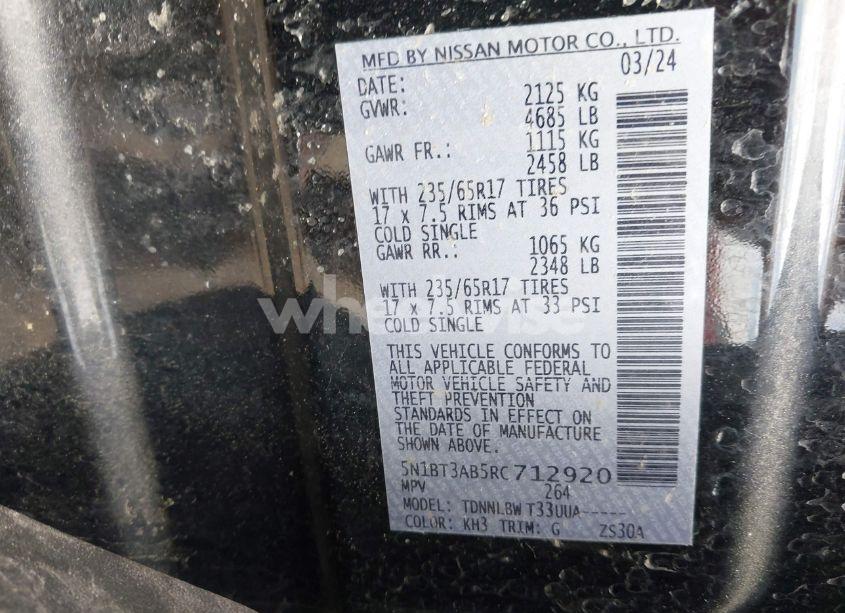 MFD BY NISSAN MOTOR CO., LTD.
DATE: 03/24
GVWR: 2125 KG
4685 LB
GAWR FR.: 1115 KG
2458 LB
WITH 235/65R17 TIRES
17 x 7.5 RIMS AT 36 PSI
COLD SINGLE
GAWR RR.: 1065 KG
2348 LB
WITH 235/65R17 TIRES
17 x 7.5 RIMS AT 33 PSI
COLD SINGLE
THIS VEHICLE CONFORMS TO
ALL APPLICABLE FEDERAL
MOTOR VEHICLE SAFETY AND
THEFT PREVENTION
STANDARDS IN EFFECT ON
THE DATE OF MANUFACTURE
SHOWN ABOVE.
5N1BT3AB5RC712920
MPV 264
MODEL: TDNNLBW T33UUA-----
COLOR: KH3 TRIM: G ZS30A